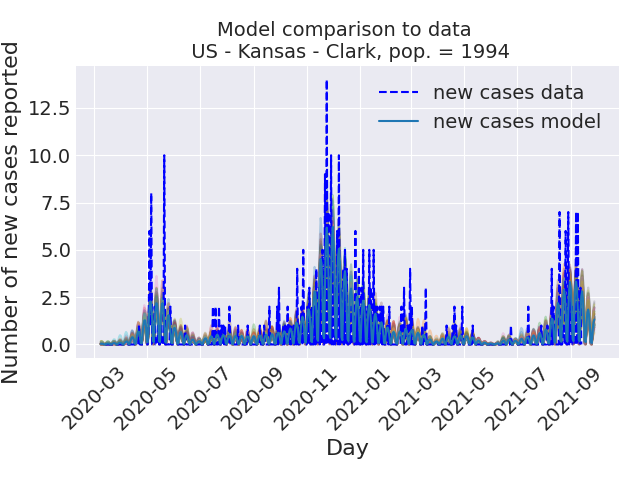 Model comparison to data
US - Kansas - Clark, pop. = 1994
Number of new cases reported
12.5
10.0
7.5
5.0
2.5
0.0
new cases data
new cases model
2020-03
2020-05
2020-07
2020-09
2020-11
2021-01
2021-03
2021-05
2021-07
2021-09
Day